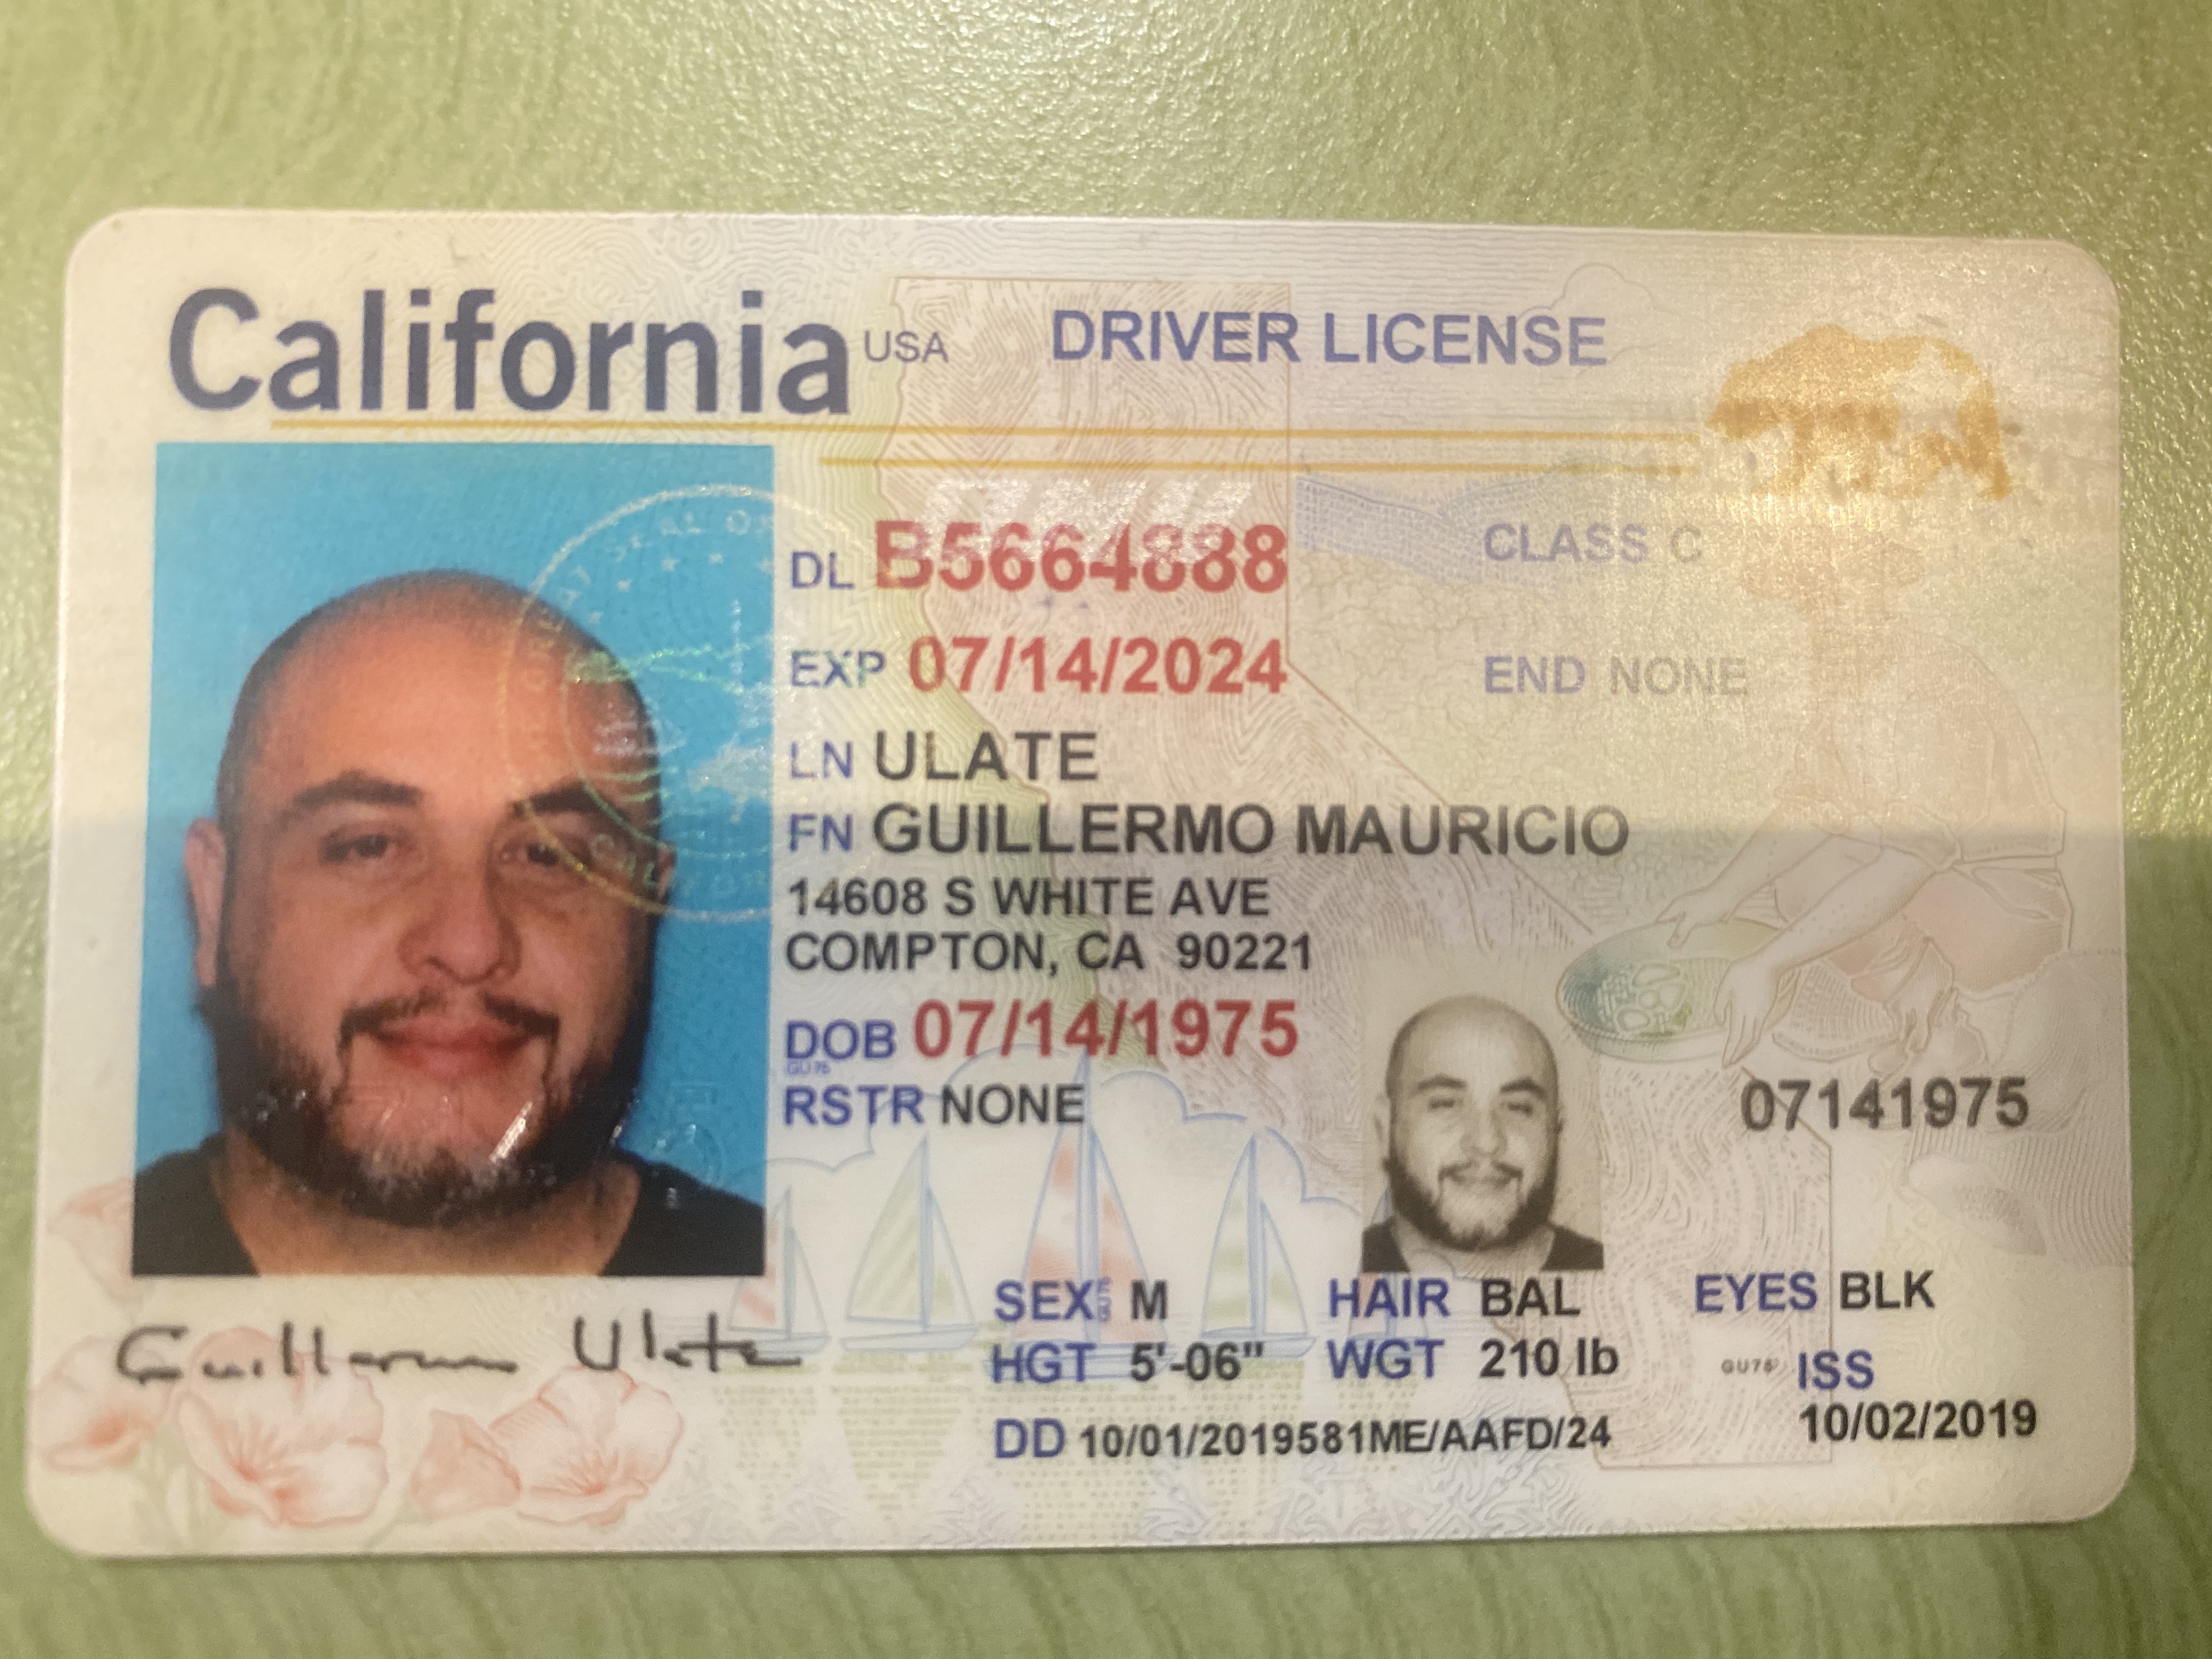 California USA DRIVER LICENSE
DL B5664888 CLASS C
EXP 07/14/2024 END NONE
LN ULATE
FN GUILLERMO MAURICIO
14608 S WHITE AVE
COMPTON, CA 90221
DOB 07/14/1975
RSTR NONE 07141975
SEX M HAIR BAL EYES BLK
HGT 5'-06" WGT 210 lb ISS
DD 10/01/2019581ME/AAFD/24 10/02/2019